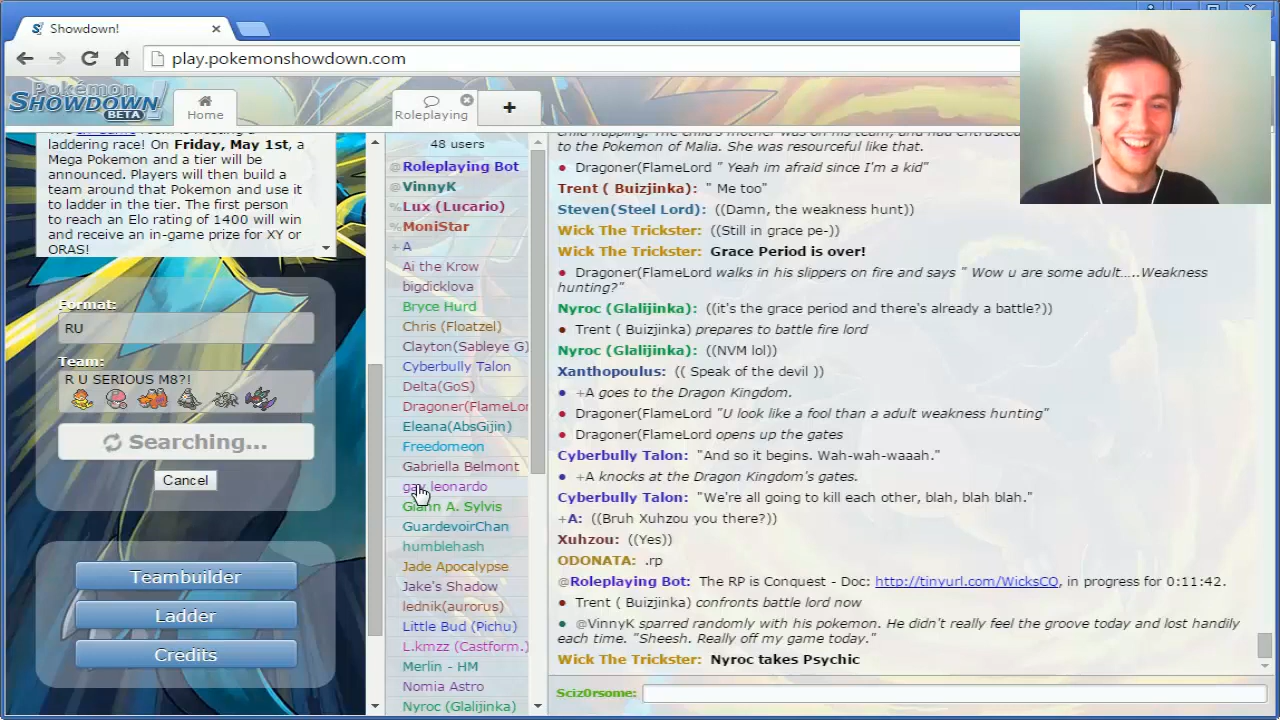 Showdown!
play.pokemonshowdown.com
Pokémon
SHOWDOWN
BETA
Home
Roleplaying
laddering race! On Friday, May 1st, a
Mega Pokemon and a tier will be
announced. Players will then build a
team around that Pokemon and use it
to ladder in the tier. The first person
to reach an Elo rating of 1400 will win
and receive an in-game prize for XY or
ORAS!
Format:
RU
Team:
R U SERIOUS M8?!
Searching...
Cancel
Teambuilder
Ladder
Credits
48 users
@Roleplaying Bot
@VinnyK
%Lux (Lucario)
%MoniStar
+A
Ai the Krow
bigdicklova
Bryce Hurd
Chris (Floatzel)
Clayton(Sableye G)
Cyberbully Talon
Delta(GoS)
Dragoner(FlameLor
Eleana(AbsGijin)
Freedomeon
Gabriella Belmont
leonardo
Glann A. Sylvis
GuardevoirChan
humblehash
Jade Apocalypse
Jake's Shadow
lednik(aurorus)
Little Bud (Pichu)
L.kmzz (Castform.)
Merlin - HM
Nomia Astro
Nyroc (Glalijinka)
Child napping. The child's mother was on his team, and had entrusted
to the Pokemon of Malia. She was resourceful like that.
• Dragoner(FlameLord " Yeah im afraid since I'm a kid"
Trent ( Buizjinka): " Me too"
Steven(Steel Lord): ((Damn, the weakness hunt))
Wick The Trickster: ((Still in grace pe-))
Wick The Trickster: Grace Period is over!
• Dragoner(FlameLord walks in his slippers on fire and says " Wow u are some adult.....Weakness
hunting?"
Nyroc (Glalijinka): ((it's the grace period and there's already a battle?))
• Trent ( Buizjinka) prepares to battle fire lord
Nyroc (Glalijinka): ((NVM lol))
Xanthopoulus: (( Speak of the devil ))
• +A goes to the Dragon Kingdom.
• Dragoner(FlameLord "U look like a fool than a adult weakness hunting"
• Dragoner(FlameLord opens up the gates
Cyberbully Talon: "And so it begins. Wah-wah-waaah."
• +A knocks at the Dragon Kingdom's gates.
Cyberbully Talon: "We're all going to kill each other, blah, blah blah."
+A: ((Bruh Xuhzou you there?))
Xuhzou: ((Yes))
ODONATA: .rp
@Roleplaying Bot: The RP is Conquest - Doc: http://tinyurl.com/WicksCQ, in progress for 0:11:42.
• Trent ( Buizjinka) confronts battle lord now
• @VinnyK sparred randomly with his pokemon. He didn't really feel the groove today and lost handily
each time. "Sheesh. Really off my game today."
Wick The Trickster: Nyroc takes Psychic
Sciz0rsome: